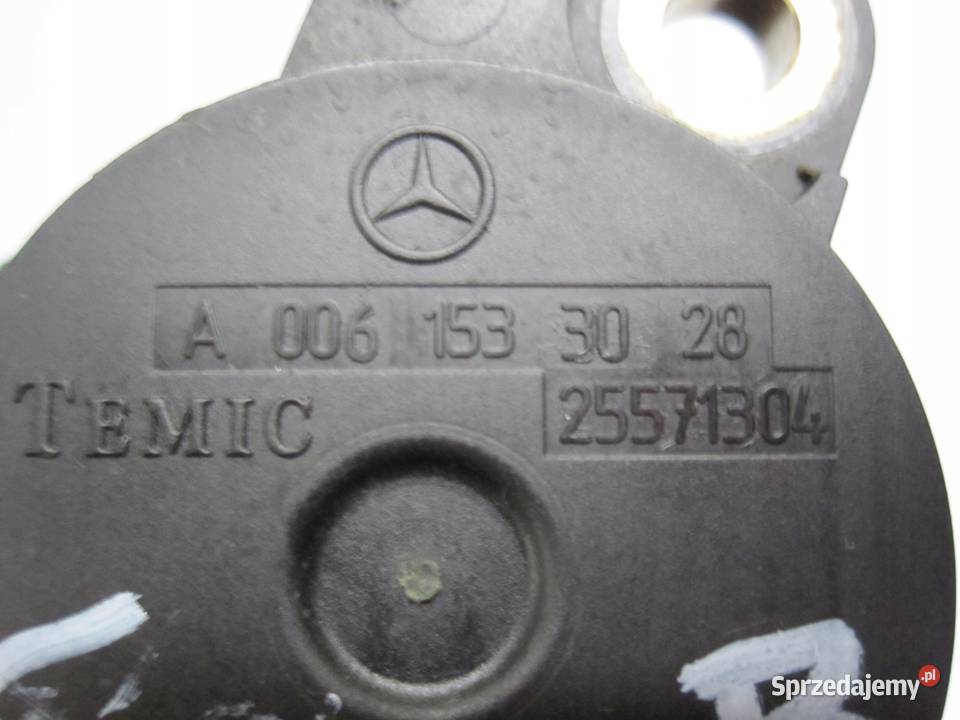 A 006 153 30 28
TEMIC 25571304
Sprzedajemy.pl